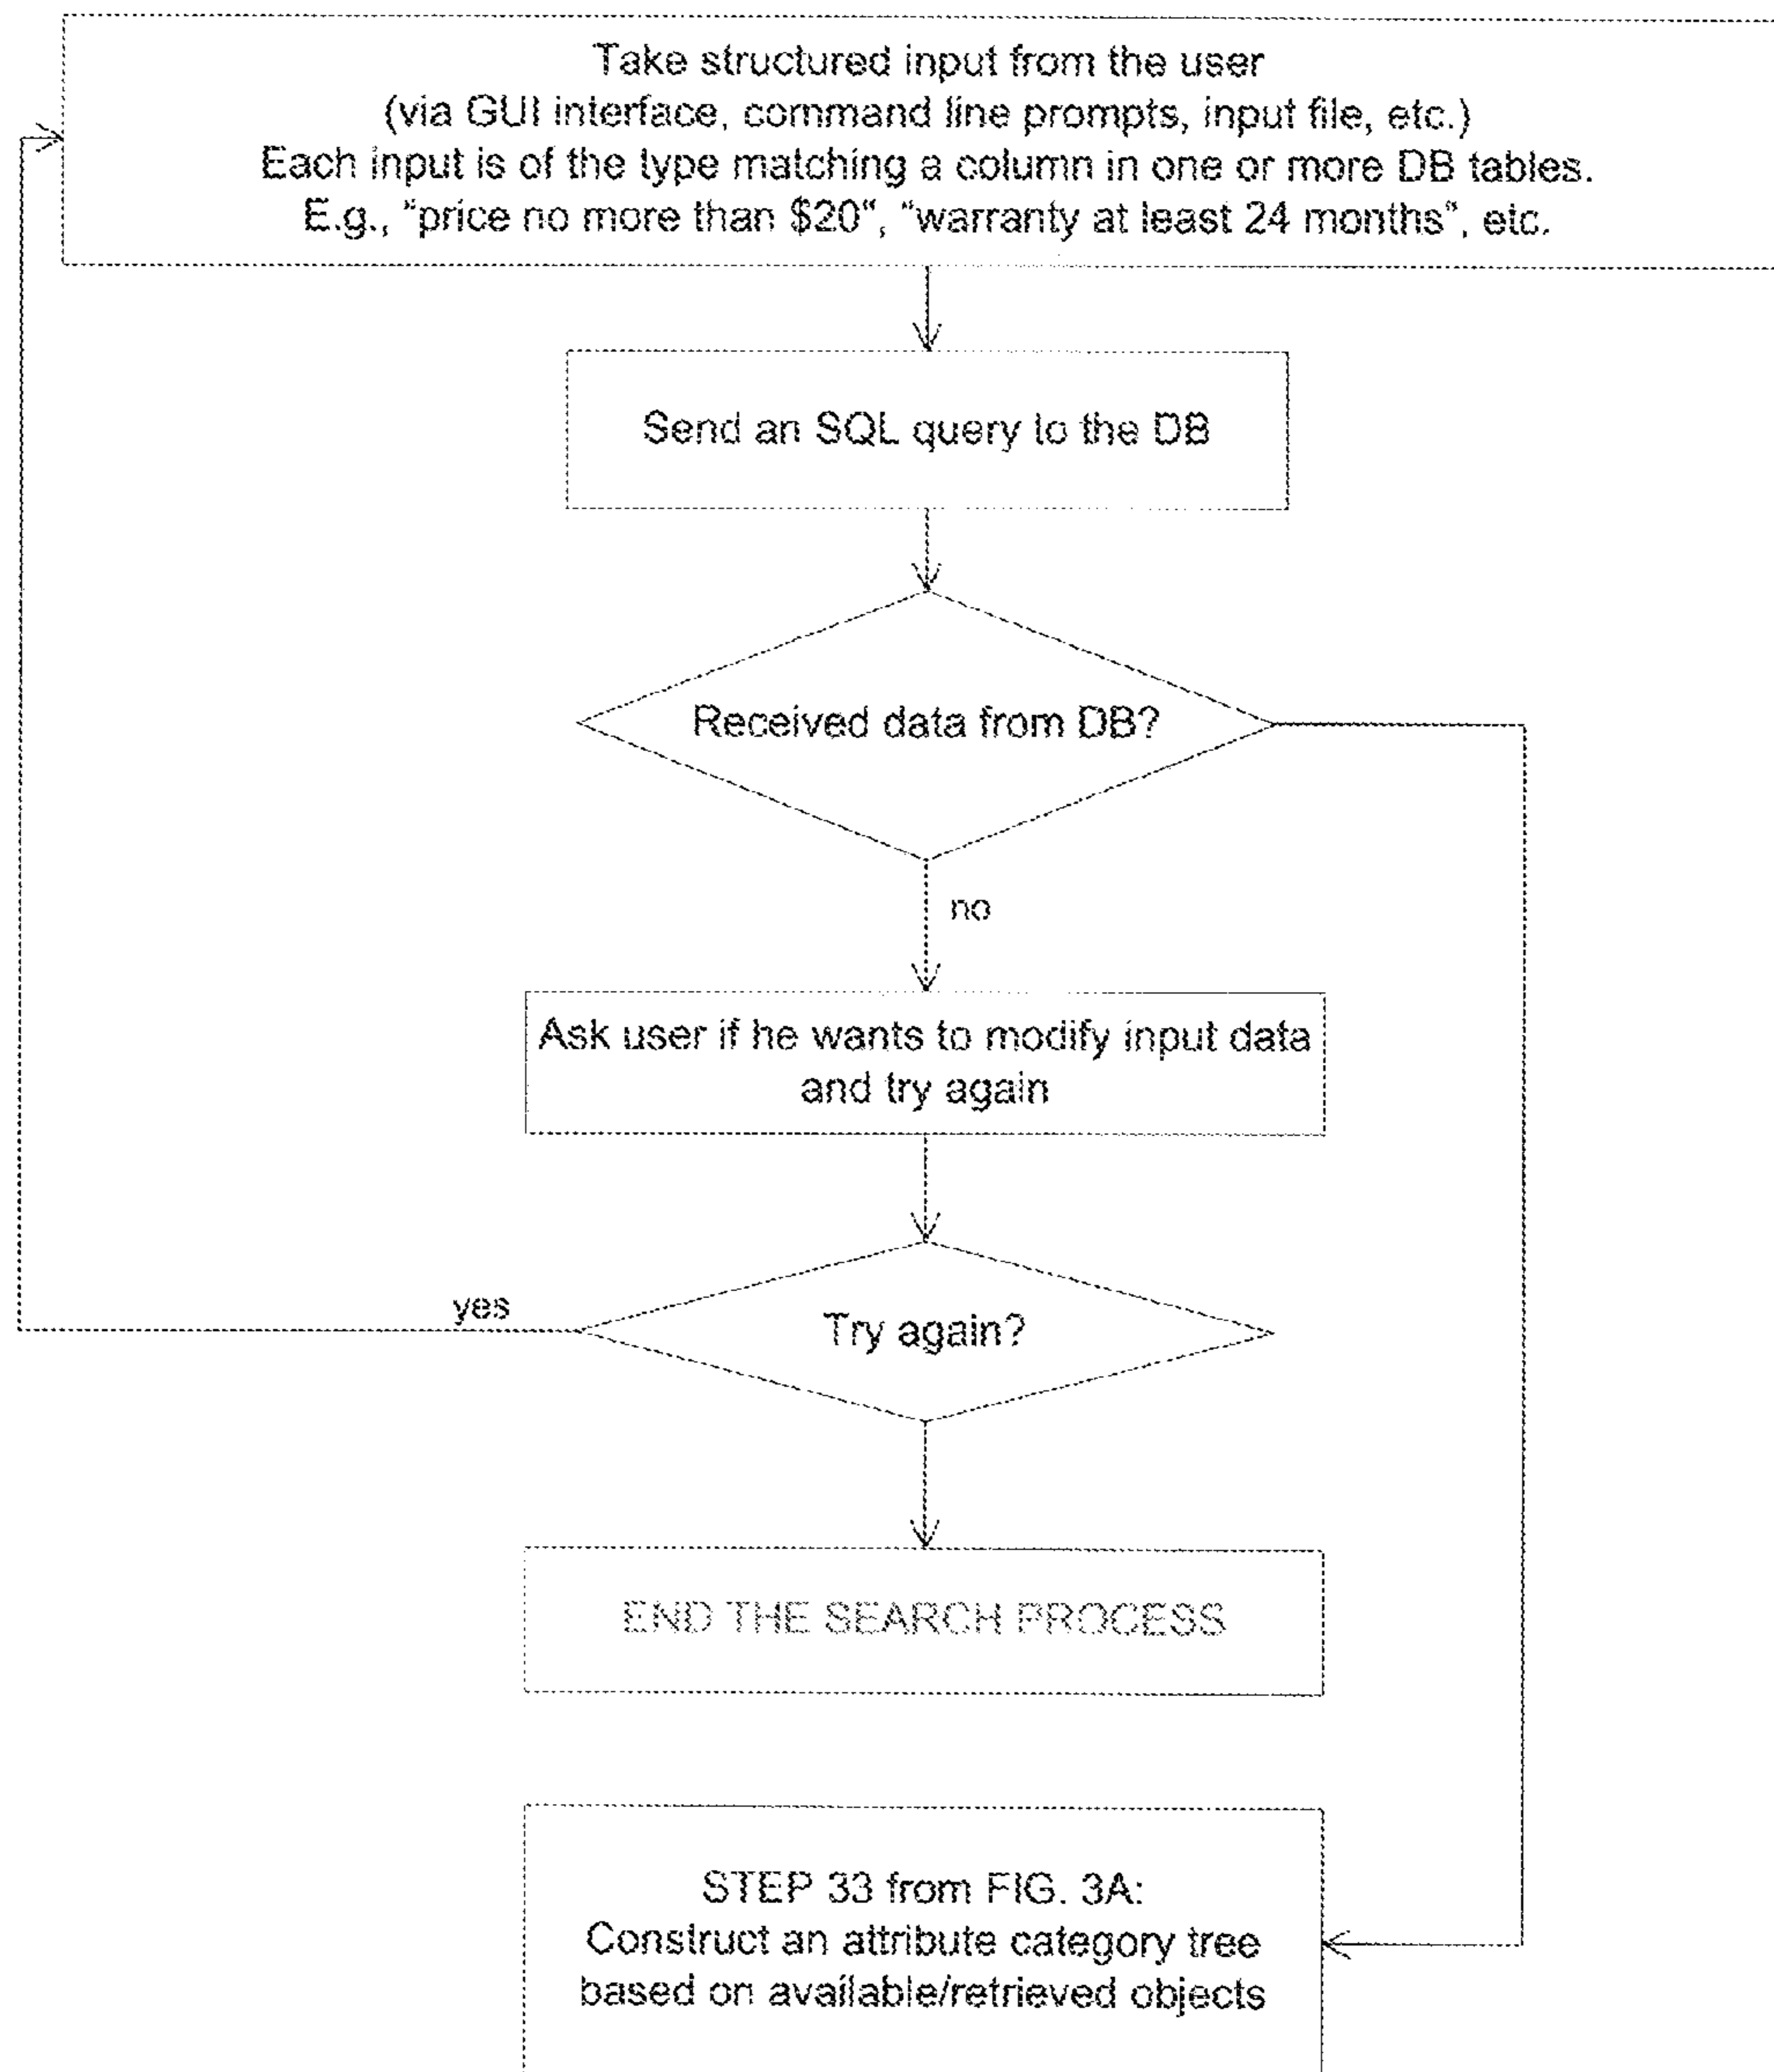 Take structured input from the user
(via GUI interface, command line prompts, input file, etc.)
Each input is of the type matching a column in one or more DB tables.
E.g., “price no more than $20“, “warranty at least 24 months“, etc.
Send an SQL query to the DB
Received data from DB?
no
Ask user if he wants to modify input data
and try again
yes
Try again?
END THE SEARCH PROCESS
STEP 33 from FIG. 3A:
Construct an attribute category tree
based on available/retrieved objects